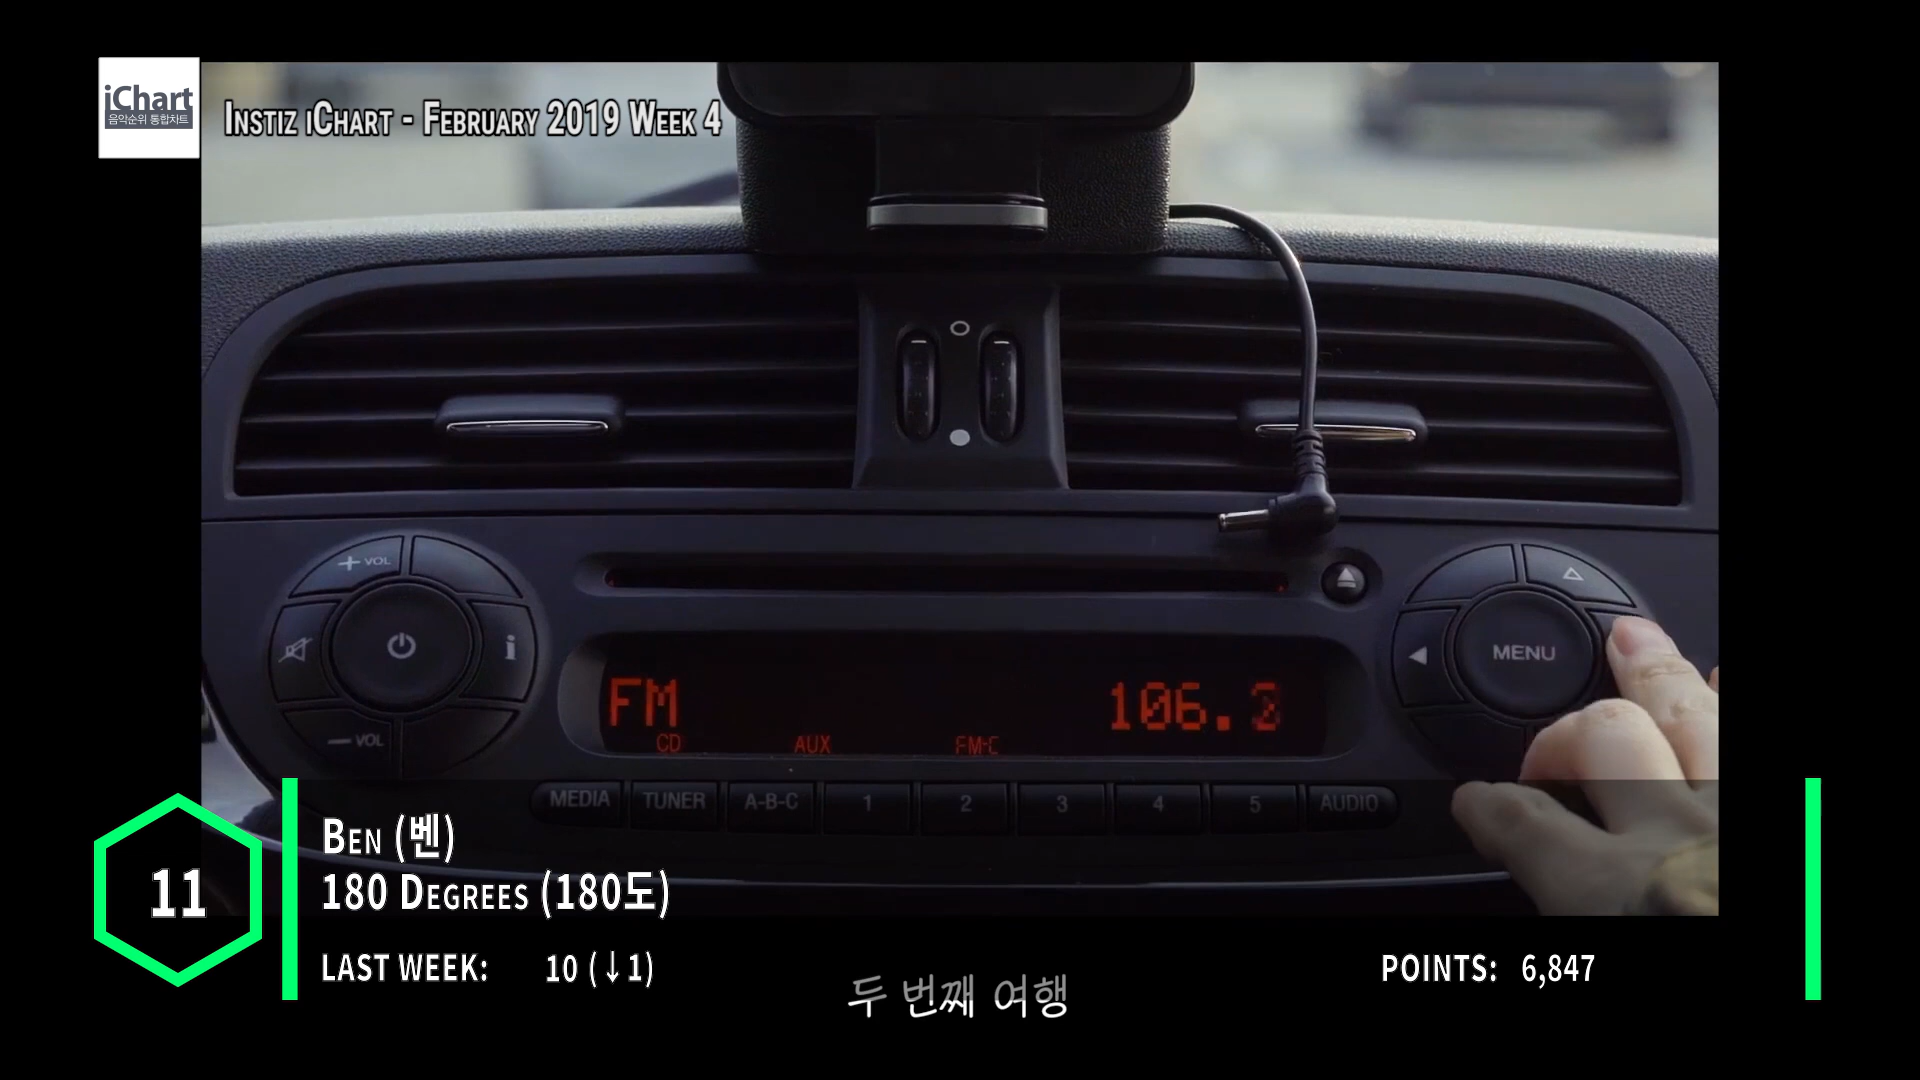 iChart
음악순위 통합차트
Instiz iChart - February 2019 Week 4
+ VOL
i
MENU
— VOL
FM
106.
CD
AUX
FM-C
MEDIA
TUNER
A-B-C
1
2
3
4
5
AUDIO
11
Ben (벤)
180 Degrees (180도)
LAST WEEK: 10 (↓1)
POINTS: 6,847
두 번째 여행